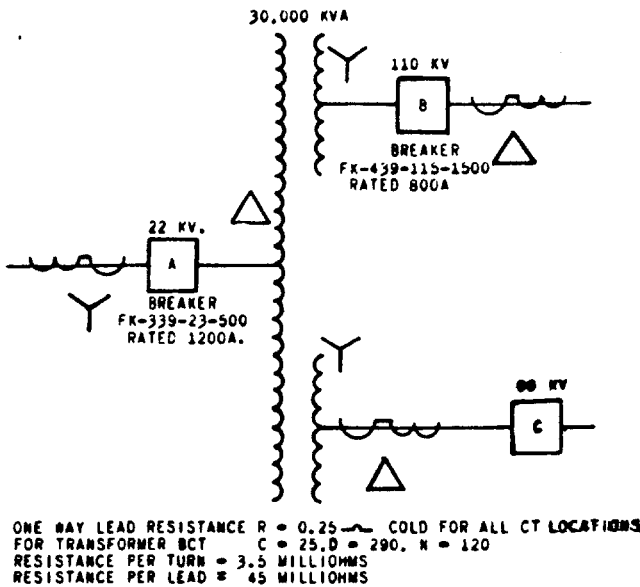 30.000 KVA
110 KV
B
BREAKER
FK-439-115-1500
RATED 800A
22 KV.
A
BREAKER
FK-339-23-500
RATED 1200A.
KV
C
ONE WAY LEAD RESISTANCE R = 0.25 COLD FOR ALL CT LOCATIONS
FOR TRANSFORMER BCT C = 25.D = 290. N = 120
RESISTANCE PER TURN = 3.5 MILLIOHMS
RESISTANCE PER LEAD = 45 MILLIOHMS